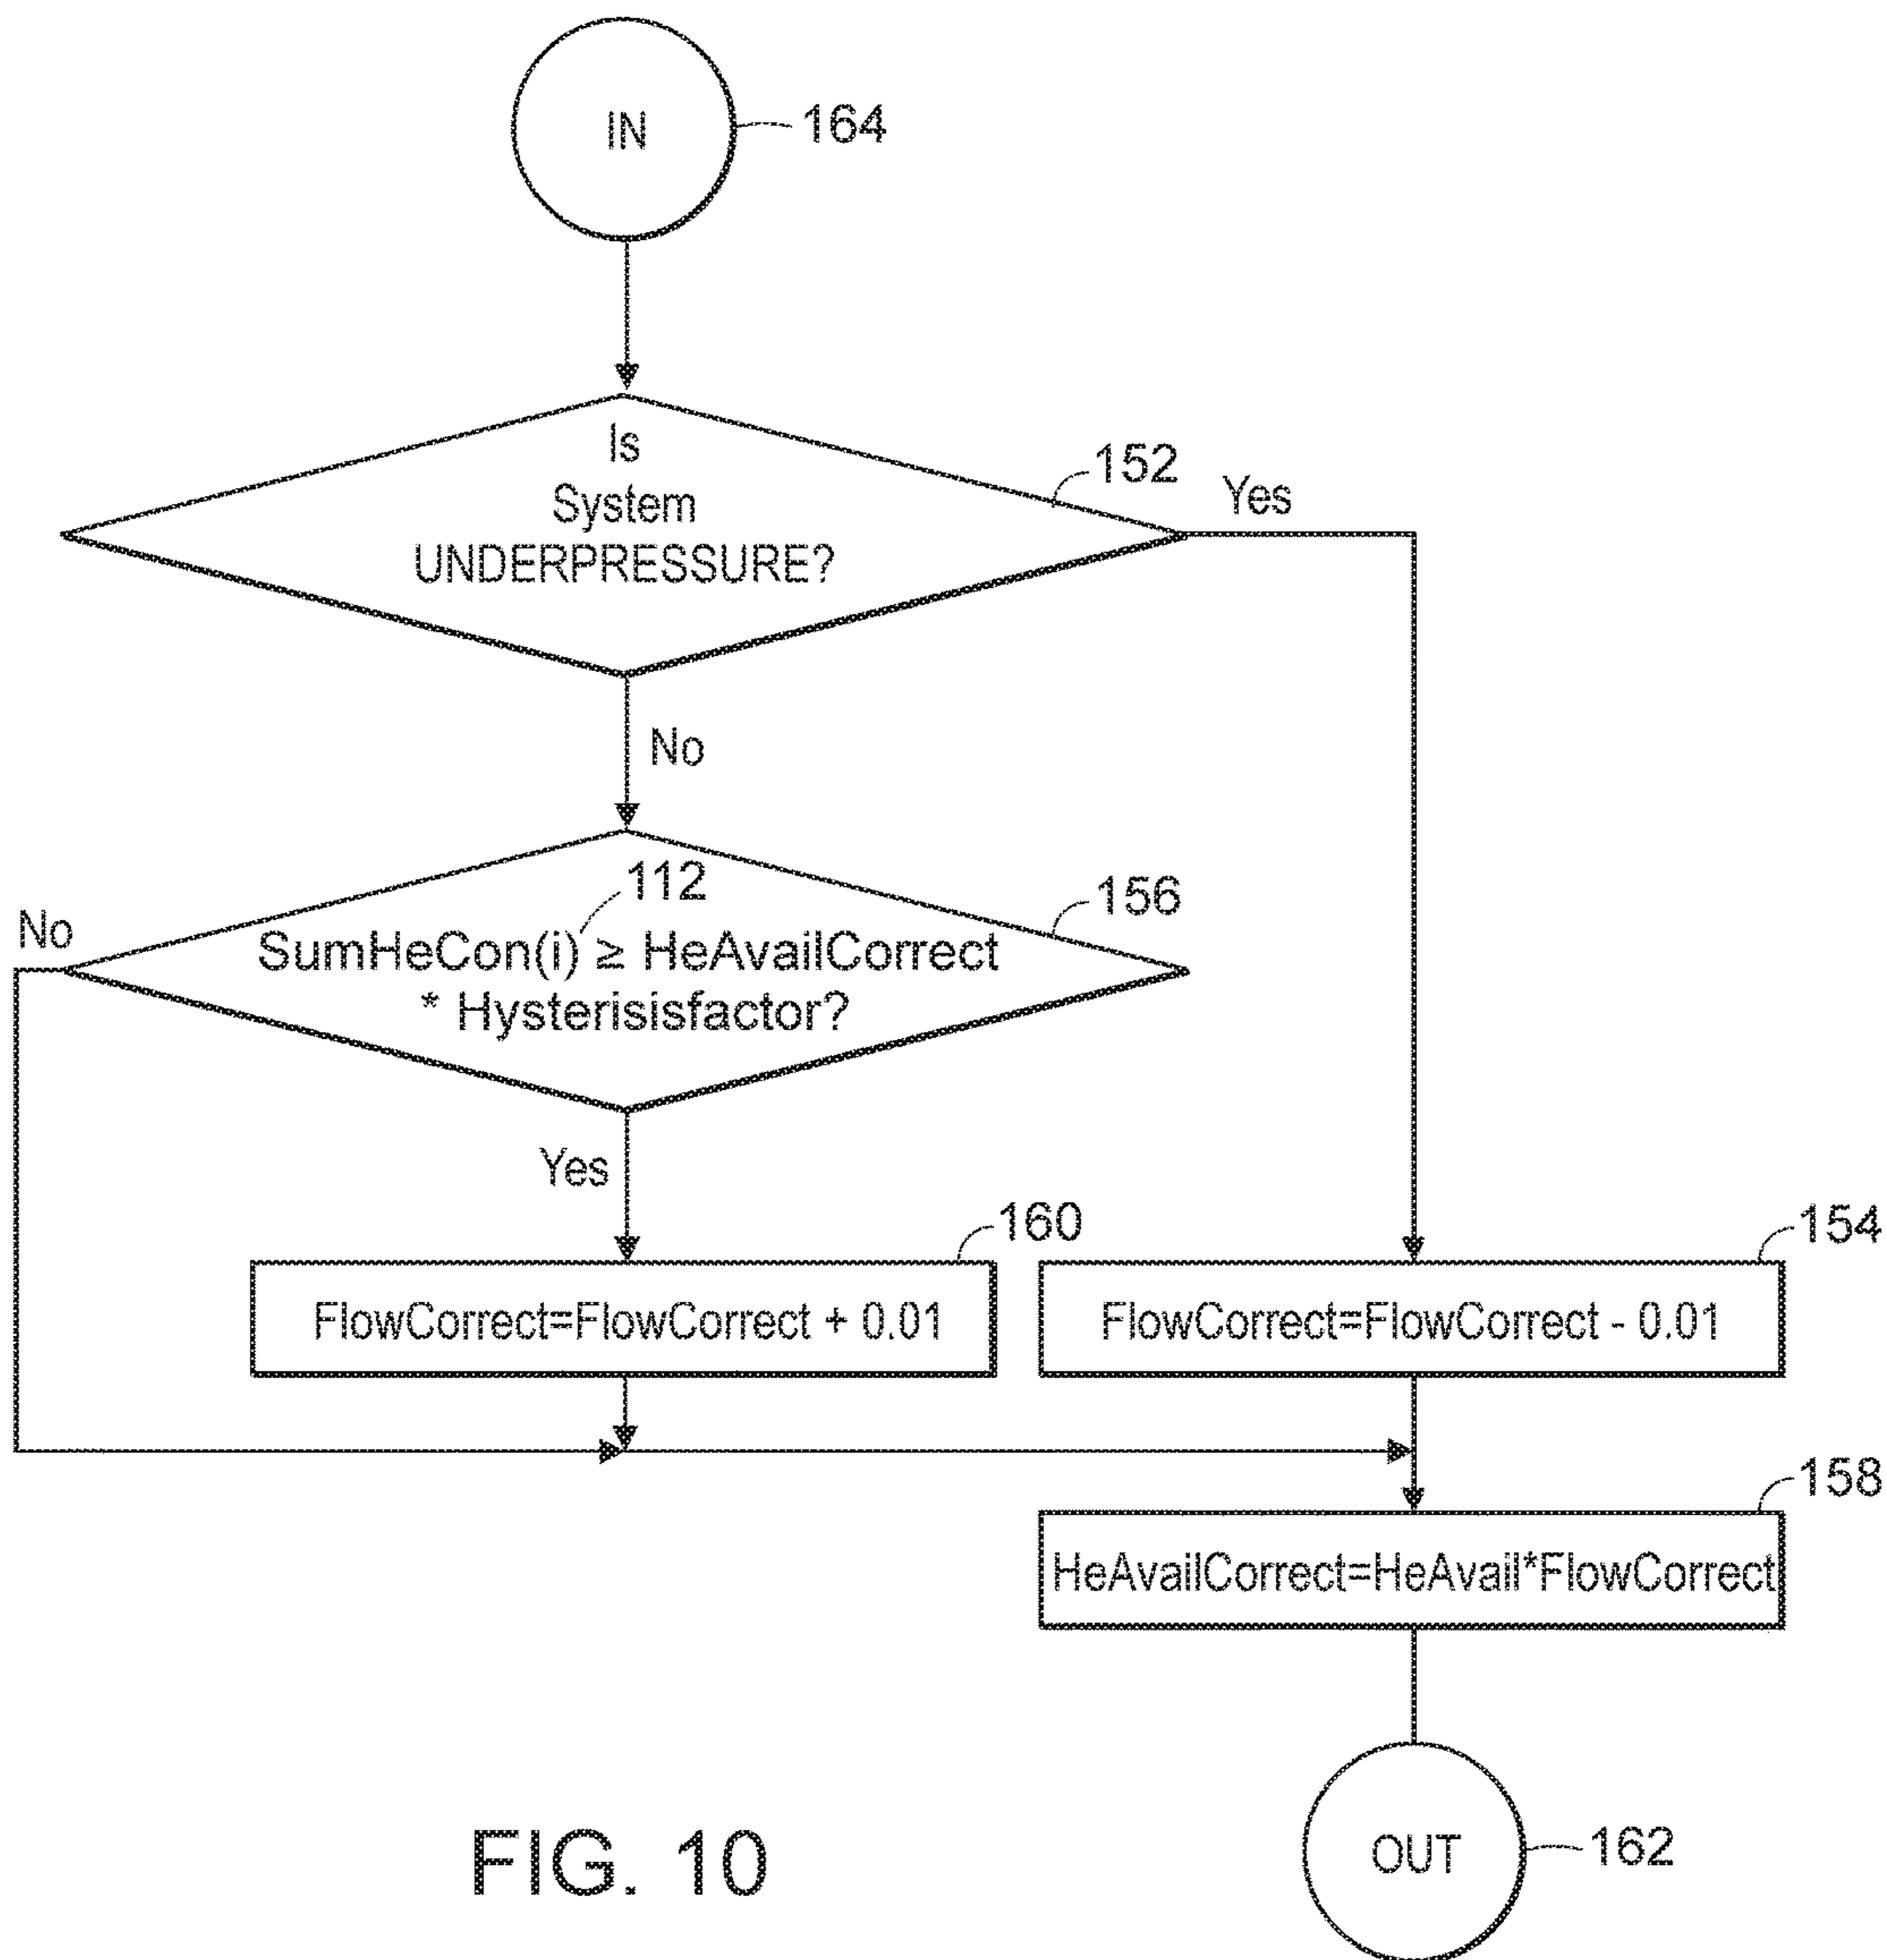 IN
164
Is
System
UNDERPRESSURE?
152
Yes
No
112
156
No
SumHeCon(i) ≥ HeAvailCorrect
* Hysterisisfactor?
Yes
160
154
FlowCorrect=FlowCorrect + 0.01
FlowCorrect=FlowCorrect - 0.01
158
HeAvailCorrect=HeAvail*FlowCorrect
OUT
162
FIG. 10